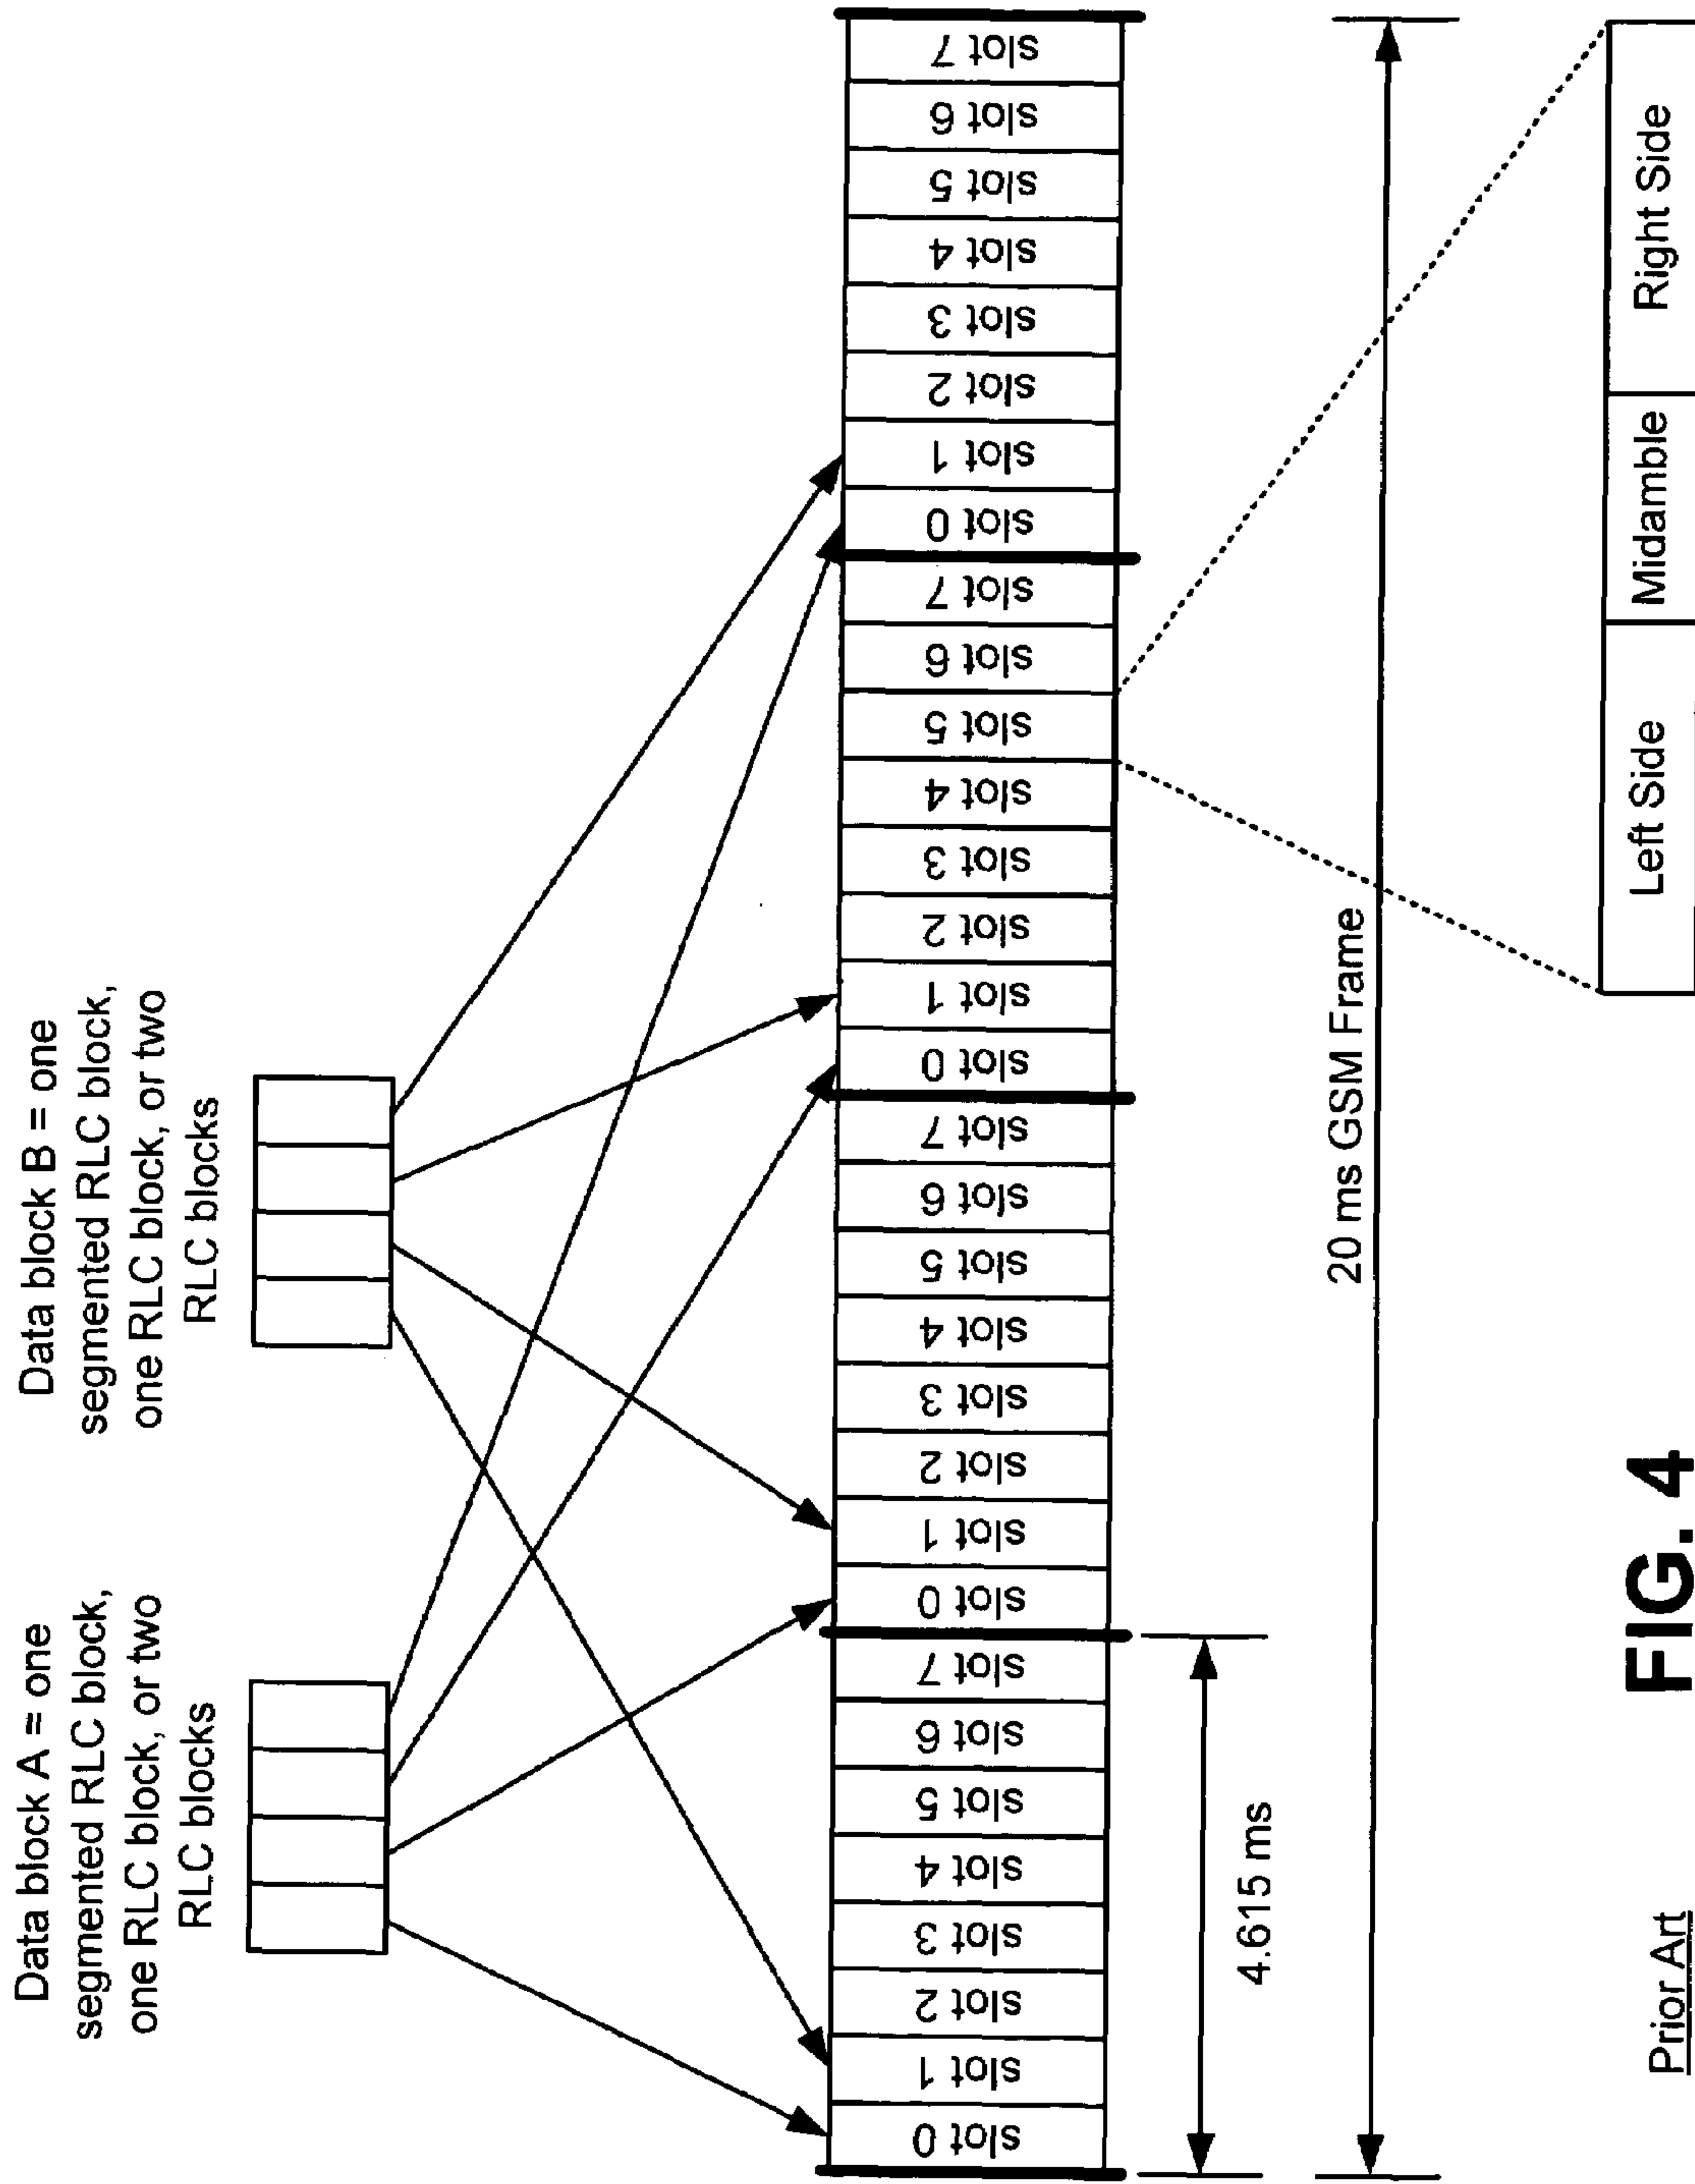 Data block A = one
segmented RLC block,
one RLC block, or two
RLC blocks
Data block B = one
segmented RLC block,
one RLC block, or two
RLC blocks
slot 0
slot 1
slot 2
slot 3
slot 4
slot 5
slot 6
slot 7
slot 0
slot 1
slot 2
slot 3
slot 4
slot 5
slot 6
slot 7
slot 0
slot 1
slot 2
slot 3
slot 4
slot 5
slot 6
slot 7
slot 0
slot 1
slot 2
slot 3
slot 4
slot 5
slot 6
slot 7
4.615 ms
20 ms GSM Frame
Left Side
Midamble
Right Side
Prior Art
FIG. 4